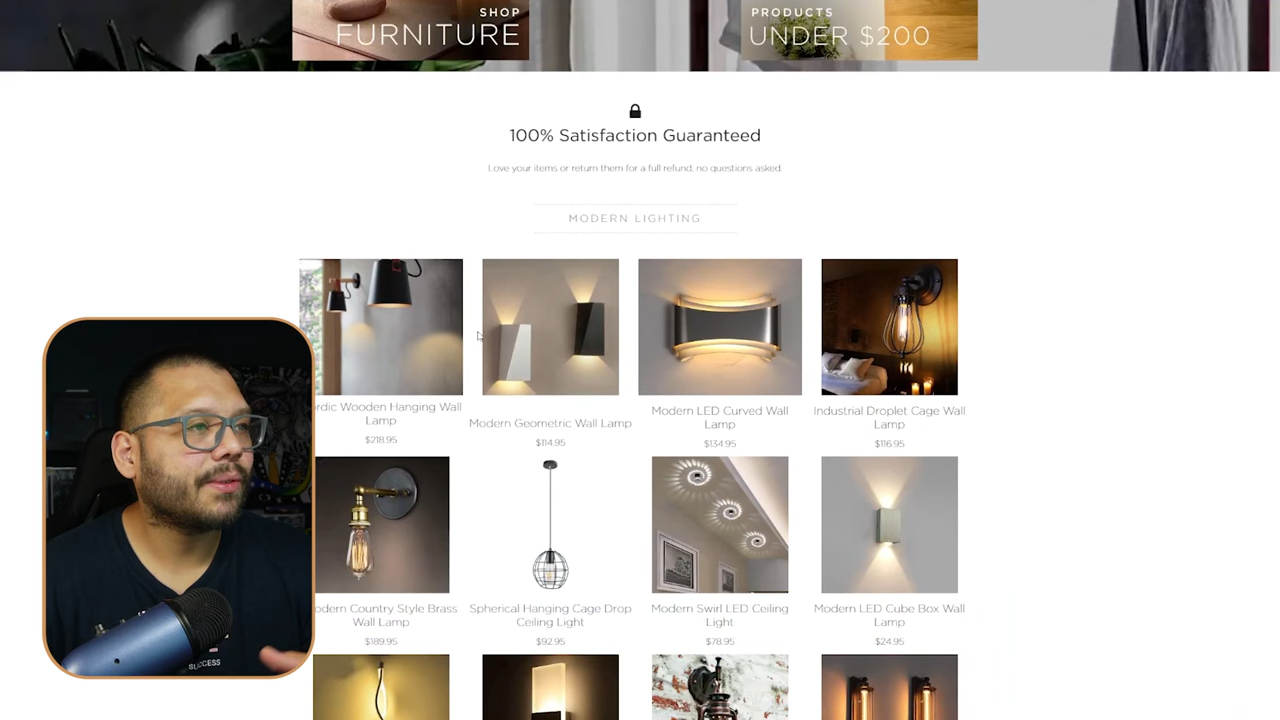 SHOP
FURNITURE
PRODUCTS
UNDER $200
100% Satisfaction Guaranteed
Love your items or return them for a full refund, no questions asked.
MODERN LIGHTING
ordic Wooden Hanging Wall
Lamp
$218.95
Modern Geometric Wall Lamp
$114.95
Modern LED Curved Wall
Lamp
$134.95
Industrial Droplet Cage Wall
Lamp
$116.95
odern Country Style Brass
Wall Lamp
$189.95
Spherical Hanging Cage Drop
Ceiling Light
$92.95
Modern Swirl LED Ceiling
Light
$78.95
Modern LED Cube Box Wall
Lamp
$24.95
SUCCESS